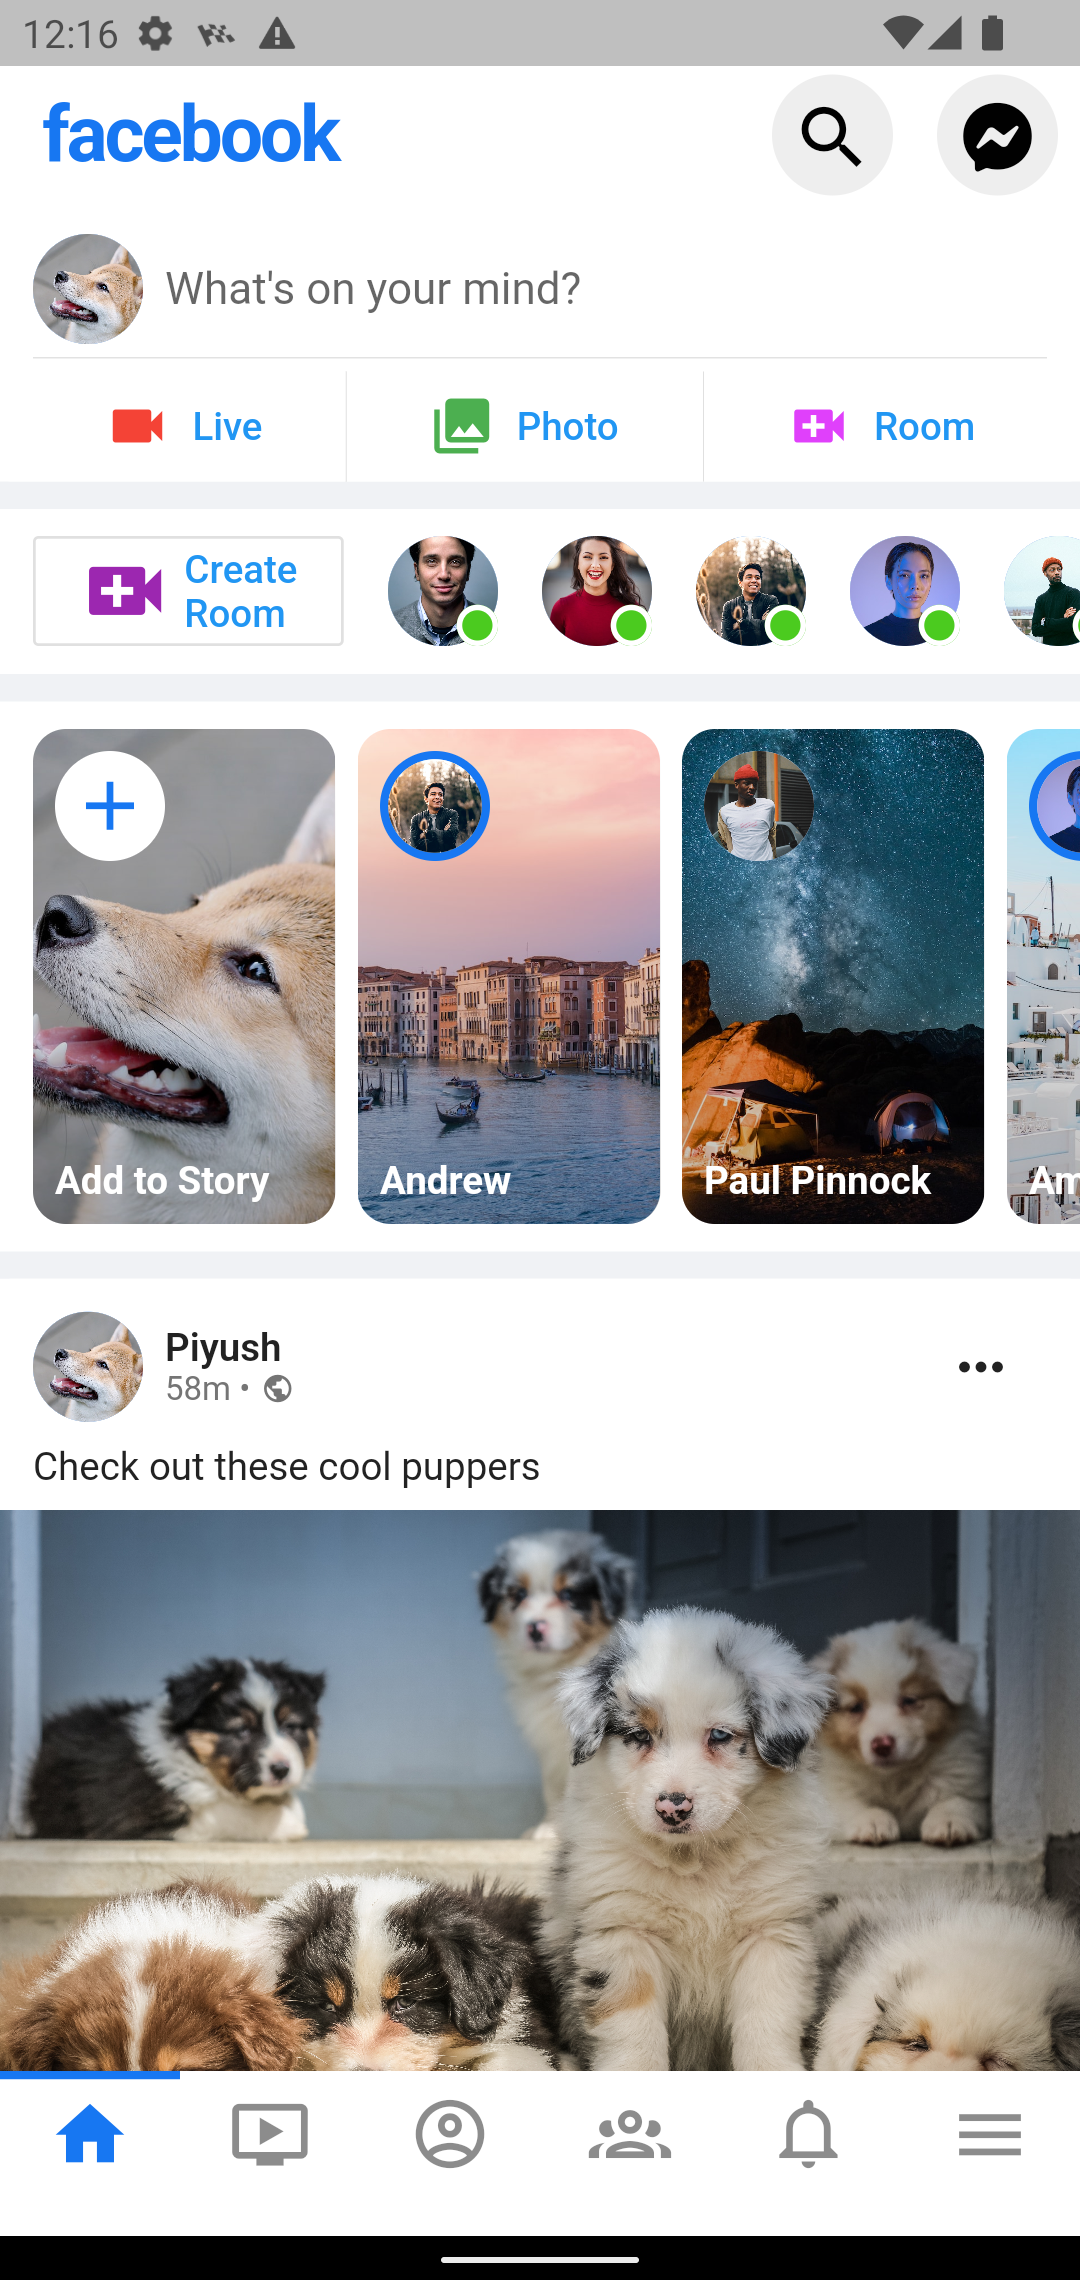 12:16
facebook
What's on your mind?
Live
Photo
Room
Create
Room
Add to Story
Andrew
Paul Pinnock
Am
Piyush
58m •
Check out these cool puppers